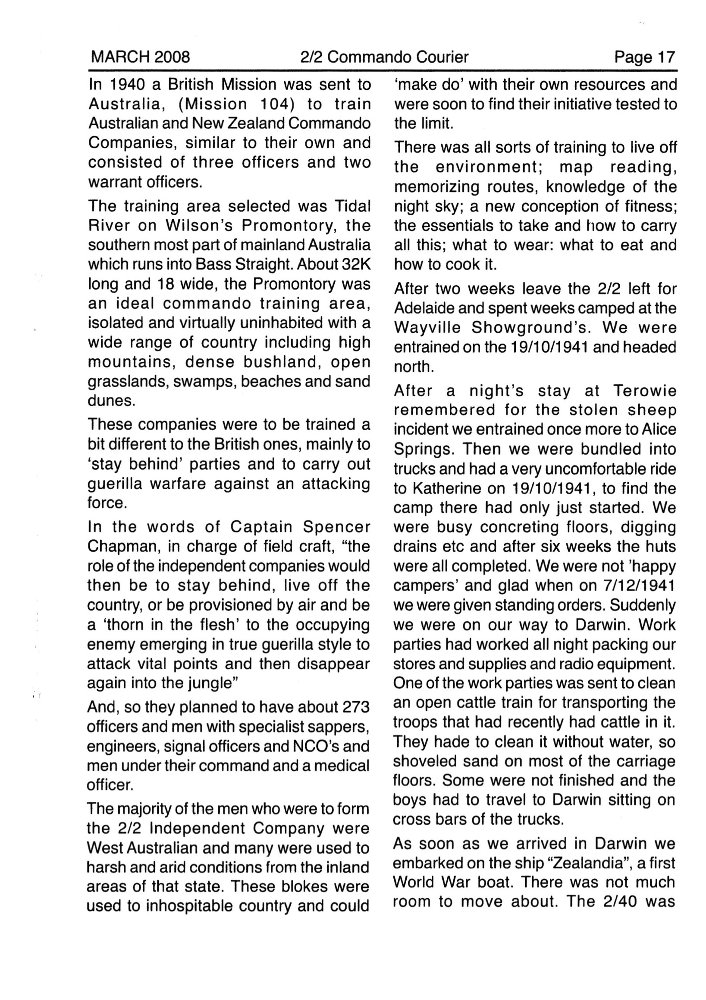 MARCH 2008 2/2 Commando Courier Page 17
In 1940 a British Mission was sent to
Australia, (Mission 104) to train
Australian and New Zealand Commando
Companies, similar to their own and
consisted of three officers and two
warrant officers.
The training area selected was Tidal
River on Wilson's Promontory, the
southern most part of mainland Australia
which runs into Bass Straight. About 32K
long and 18 wide, the Promontory was
an ideal commando training area,
isolated and virtually uninhabited with a
wide range of country including high
mountains, dense bushland, open
grasslands, swamps, beaches and sand
dunes.
These companies were to be trained a
bit different to the British ones, mainly to
‘stay behind’ parties and to carry out
guerilla warfare against an attacking
force.
In the words of Captain Spencer
Chapman, in charge of field craft, “the
role of the independent companies would
then be to stay behind, live off the
country, or be provisioned by air and be
a ‘thorn in the flesh’ to the occupying
enemy emerging in true guerilla style to
attack vital points and then disappear
again into the jungle”
And, so they planned to have about 273
officers and men with specialist sappers,
engineers, signal officers and NCO’s and
men under their command and a medical
officer.
The majority of the men who were to form
the 2/2 Independent Company were
West Australian and many were used to
harsh and arid conditions from the inland
areas of that state. These blokes were
used to inhospitable country and could
‘make do’ with their own resources and
were soon to find their initiative tested to
the limit.
There was all sorts of training to live off
the environment; map reading,
memorizing routes, knowledge of the
night sky; a new conception of fitness;
the essentials to take and how to carry
all this; what to wear: what to eat and
how to cook it.
After two weeks leave the 2/2 left for
Adelaide and spent weeks camped at the
Wayville Showground’s. We were
entrained on the 19/10/1941 and headed
north.
After a night’s stay at Terowie
remembered for the stolen sheep
incident we entrained once more to Alice
Springs. Then we were bundled into
trucks and had a very uncomfortable ride
to Katherine on 19/10/1941, to find the
camp there had only just started. We
were busy concreting floors, digging
drains etc and after six weeks the huts
were all completed. We were not ’happy
campers’ and glad when on 7/12/1941
we were given standing orders. Suddenly
we were on our way to Darwin. Work
parties had worked all night packing our
stores and supplies and radio equipment.
One of the work parties was sent to clean
an open cattle train for transporting the
troops that had recently had cattle in it.
They hade to clean it without water, so
shoveled sand on most of the carriage
floors. Some were not finished and the
boys had to travel to Darwin sitting on
cross bars of the trucks.
As soon as we arrived in Darwin we
embarked on the ship “Zealandia”, a first
World War boat. There was not much
room to move about. The 2/40 was